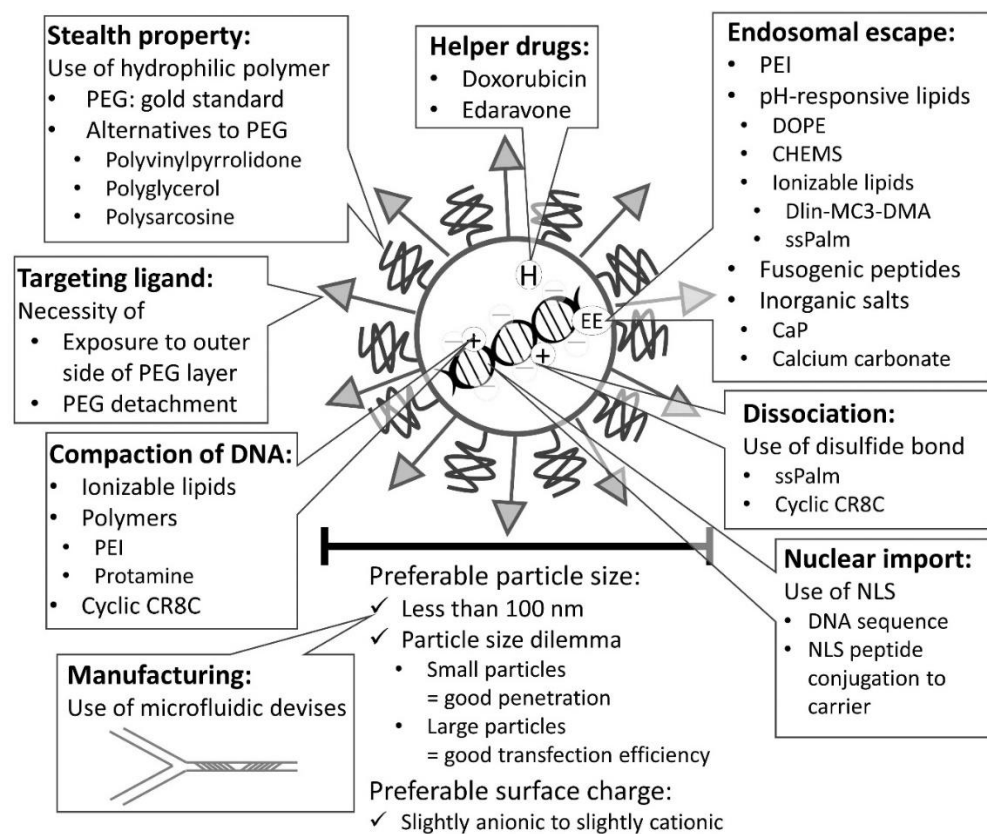 Stealth property:
Use of hydrophilic polymer
• PEG: gold standard
• Alternatives to PEG
• Polyvinylpyrrolidone
• Polyglycerol
• Polysarcosine
Helper drugs:
• Doxorubicin
• Edaravone
Endosomal escape:
• PEI
• pH-responsive lipids
• DOPE
• CHEMS
• Ionizable lipids
• Dlin-MC3-DMA
• ssPalm
• Fusogenic peptides
• Inorganic salts
• CaP
• Calcium carbonate
Targeting ligand:
Necessity of
• Exposure to outer
side of PEG layer
• PEG detachment
H
EE
+
+
Compaction of DNA:
• Ionizable lipids
• Polymers
• PEI
• Protamine
• Cyclic CR8C
Dissociation:
Use of disulfide bond
• ssPalm
• Cyclic CR8C
Nuclear import:
Use of NLS
• DNA sequence
• NLS peptide
conjugation to
carrier
Manufacturing:
Use of microfluidic devises
Preferable particle size:
✓ Less than 100 nm
✓ Particle size dilemma
• Small particles
= good penetration
• Large particles
= good transfection efficiency
Preferable surface charge:
✓ Slightly anionic to slightly cationic